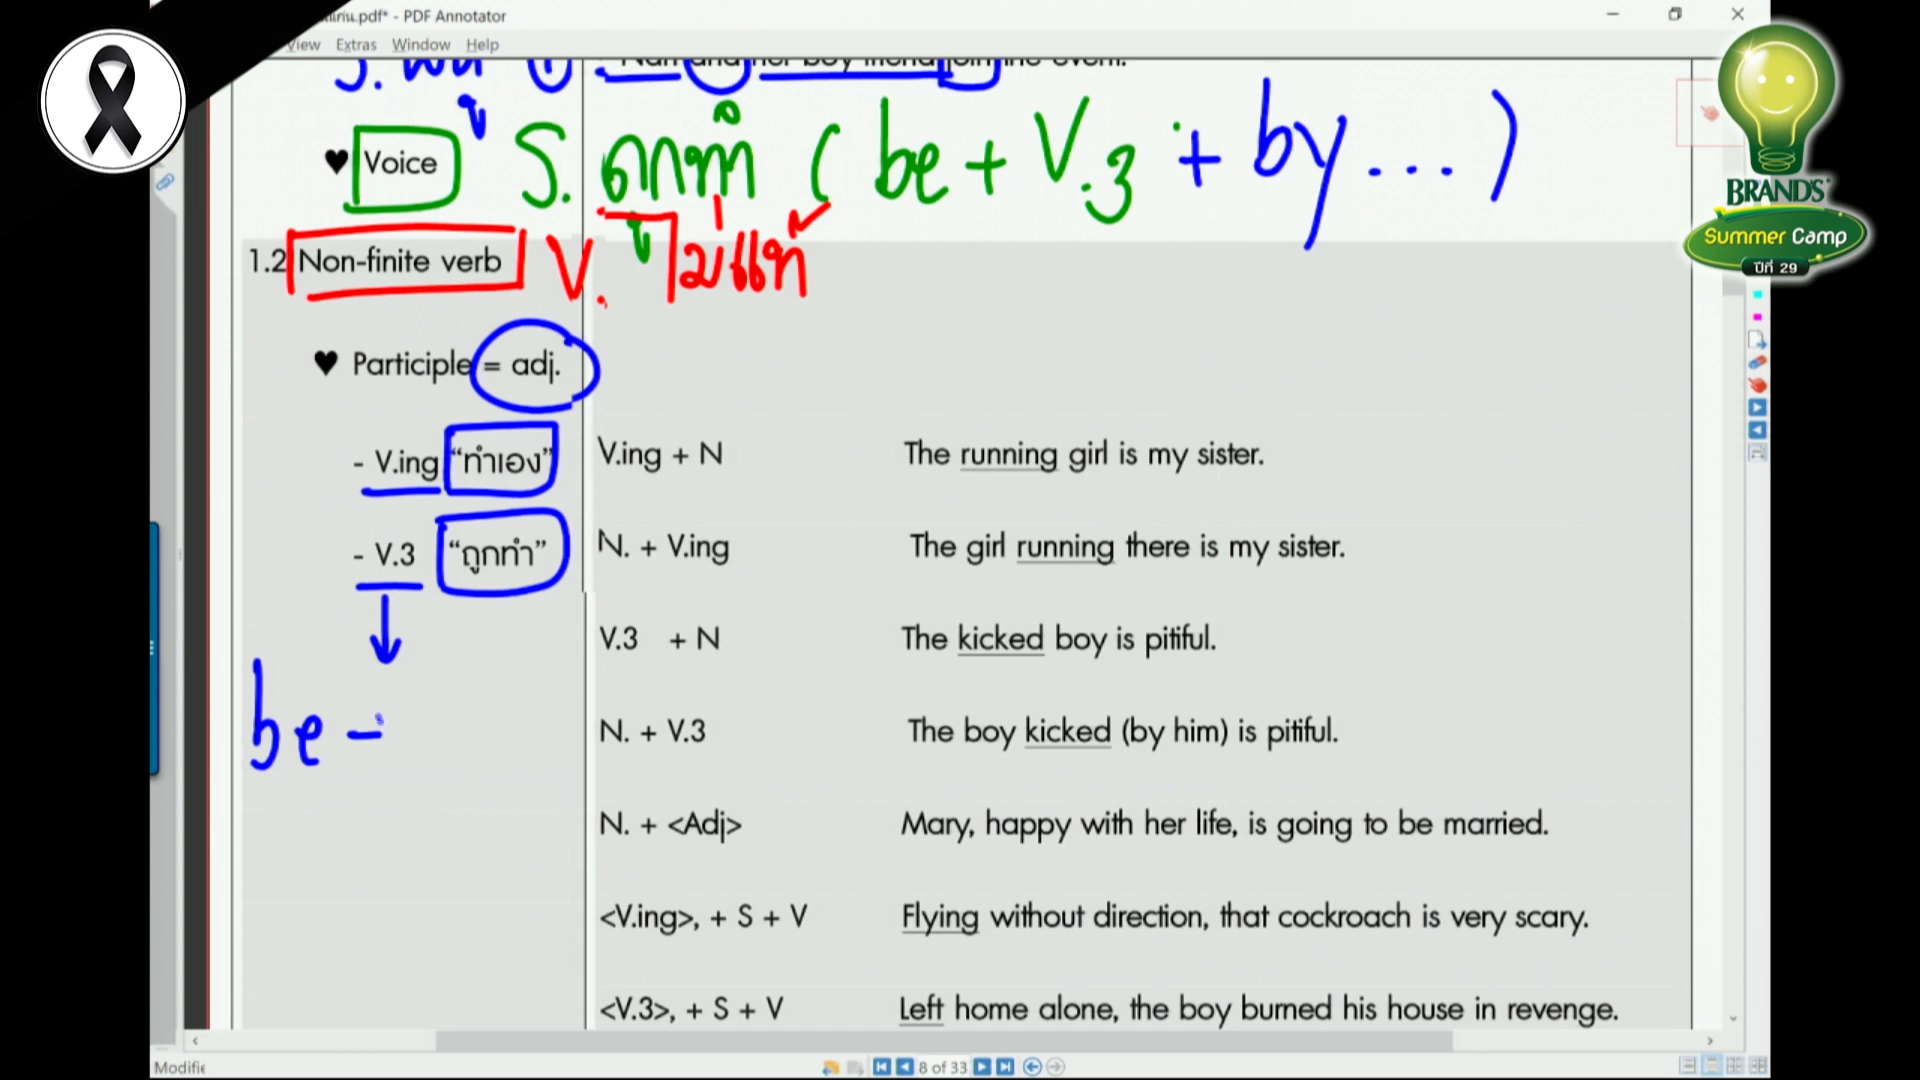 .pdf* - PDF Annotator
View Extras Window Help
S. ①
♥ Voice S. ถูกทำ ( be + V.3 + by ... )
BRAND'S
Summer Camp
ปีที่ 29
1.2 Non-finite verb V. ไม่แท้
♥ Participle = adj.
- V.ing "ทำเอง" V.ing + N The running girl is my sister.
- V.3 "ถูกทำ" N. + V.ing The girl running there is my sister.
V.3 + N The kicked boy is pitiful.
be -
N. + V.3 The boy kicked (by him) is pitiful.
N. + <Adj> Mary, happy with her life, is going to be married.
<V.ing>, + S + V Flying without direction, that cockroach is very scary.
<V.3>, + S + V Left home alone, the boy burned his house in revenge.
8 of 33